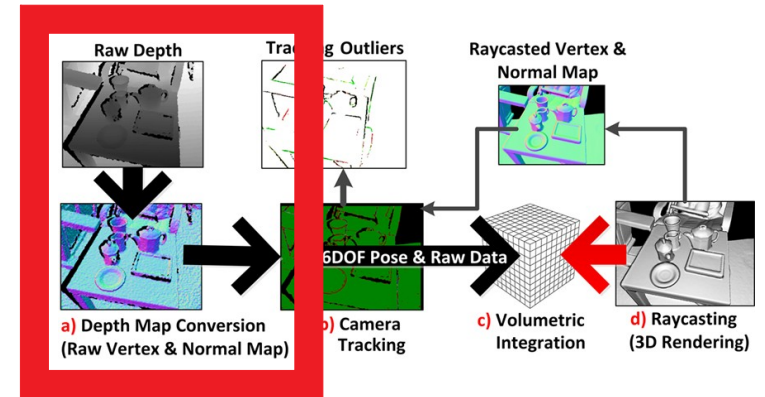 Raw Depth
Tracking Outliers
Raycasted Vertex &
Normal Map
6DOF Pose & Raw Data
a) Depth Map Conversion
(Raw Vertex & Normal Map)
b) Camera
Tracking
c) Volumetric
Integration
d) Raycasting
(3D Rendering)